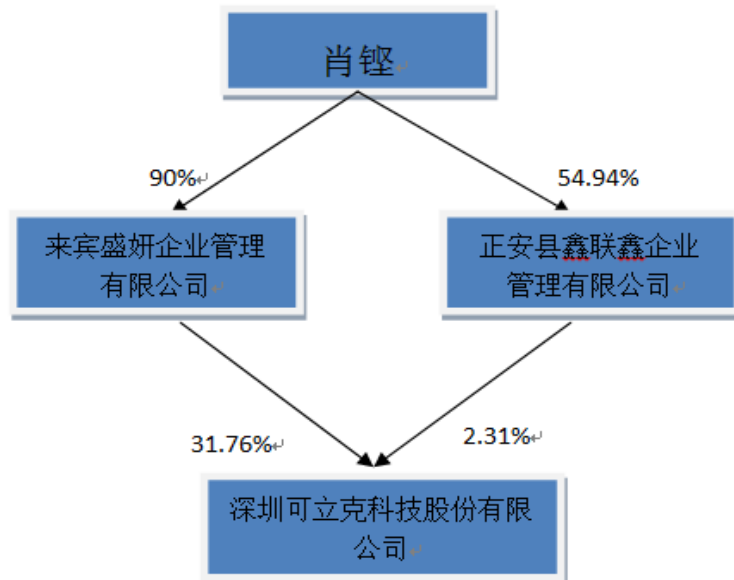 肖铿
90%
54.94%
来宾盛妍企业管理
有限公司
正安县鑫联鑫企业
管理有限公司
31.76%
2.31%
深圳可立克科技股份有限
公司